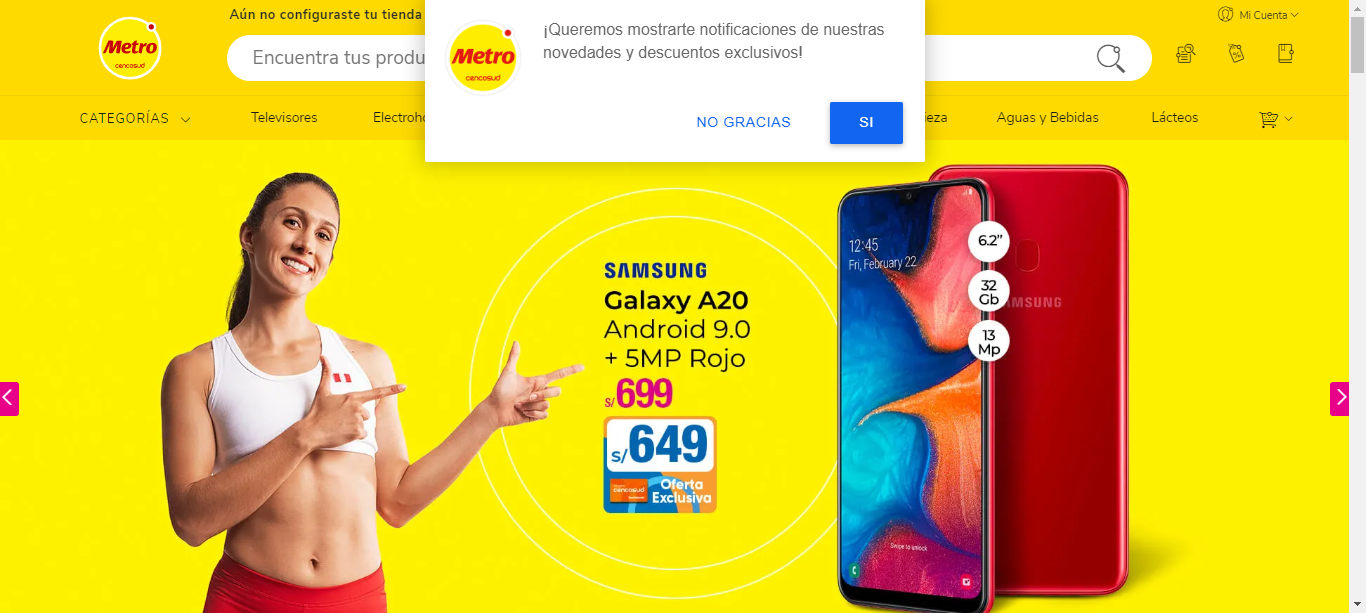 Aún no configuraste tu tienda
Mi Cuenta
Metro
cencosud
Encuentra tus produ
Metro
cencosud
¡Queremos mostrarte notificaciones de nuestras
novedades y descuentos exclusivos!
NO GRACIAS
SI
CATEGORÍAS
Televisores
Electroho
ieza
Aguas y Bebidas
Lácteos
SAMSUNG
Galaxy A20
Android 9.0
+ 5MP Rojo
S/699
S/649
cencosud
Oferta
Exclusiva
12:45
Fri, February 22
6.2”
32
Gb
13
Mp
AMSUNG
Swipe to unlock